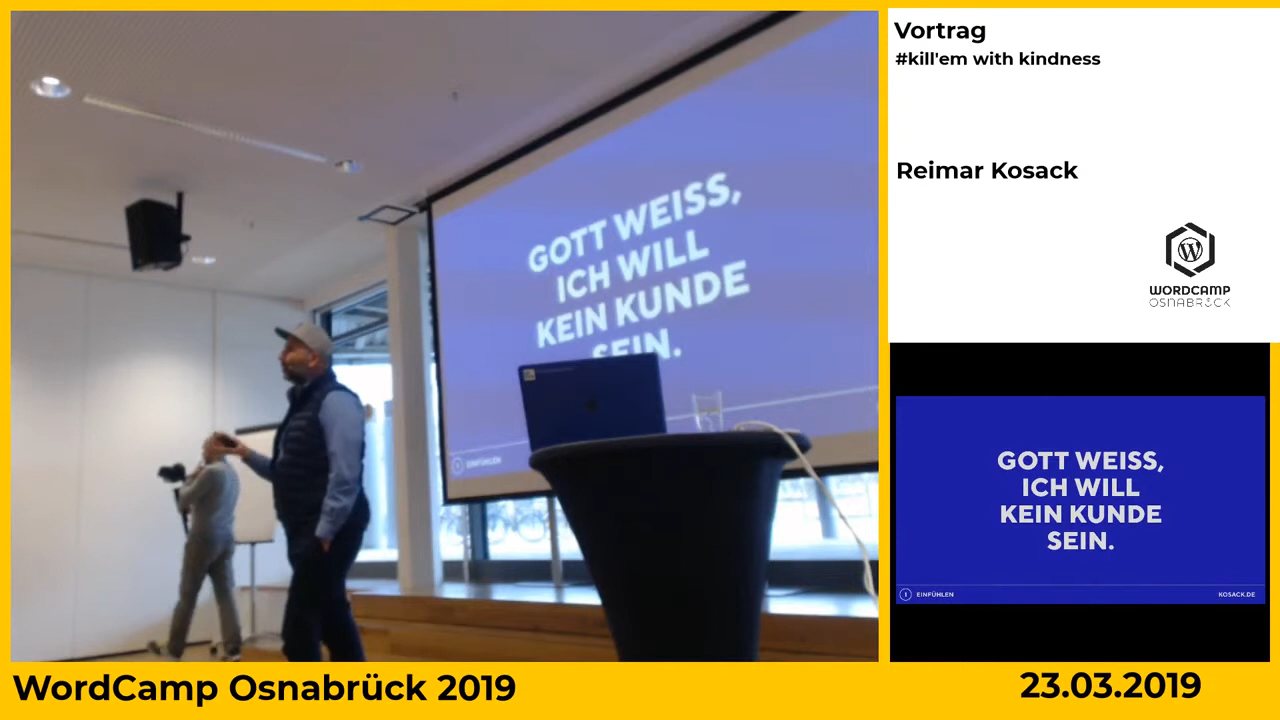 Vortrag
#kill'em with kindness
Reimar Kosack
WORDCAMP
OSNABRÜCK
GOTT WEISS,
ICH WILL
KEIN KUNDE
SEIN.
EINFÜHLEN
GOTT WEISS,
ICH WILL
KEIN KUNDE
SEIN.
I EINFÜHLEN
KOSACK.DE
WordCamp Osnabrück 2019
23.03.2019